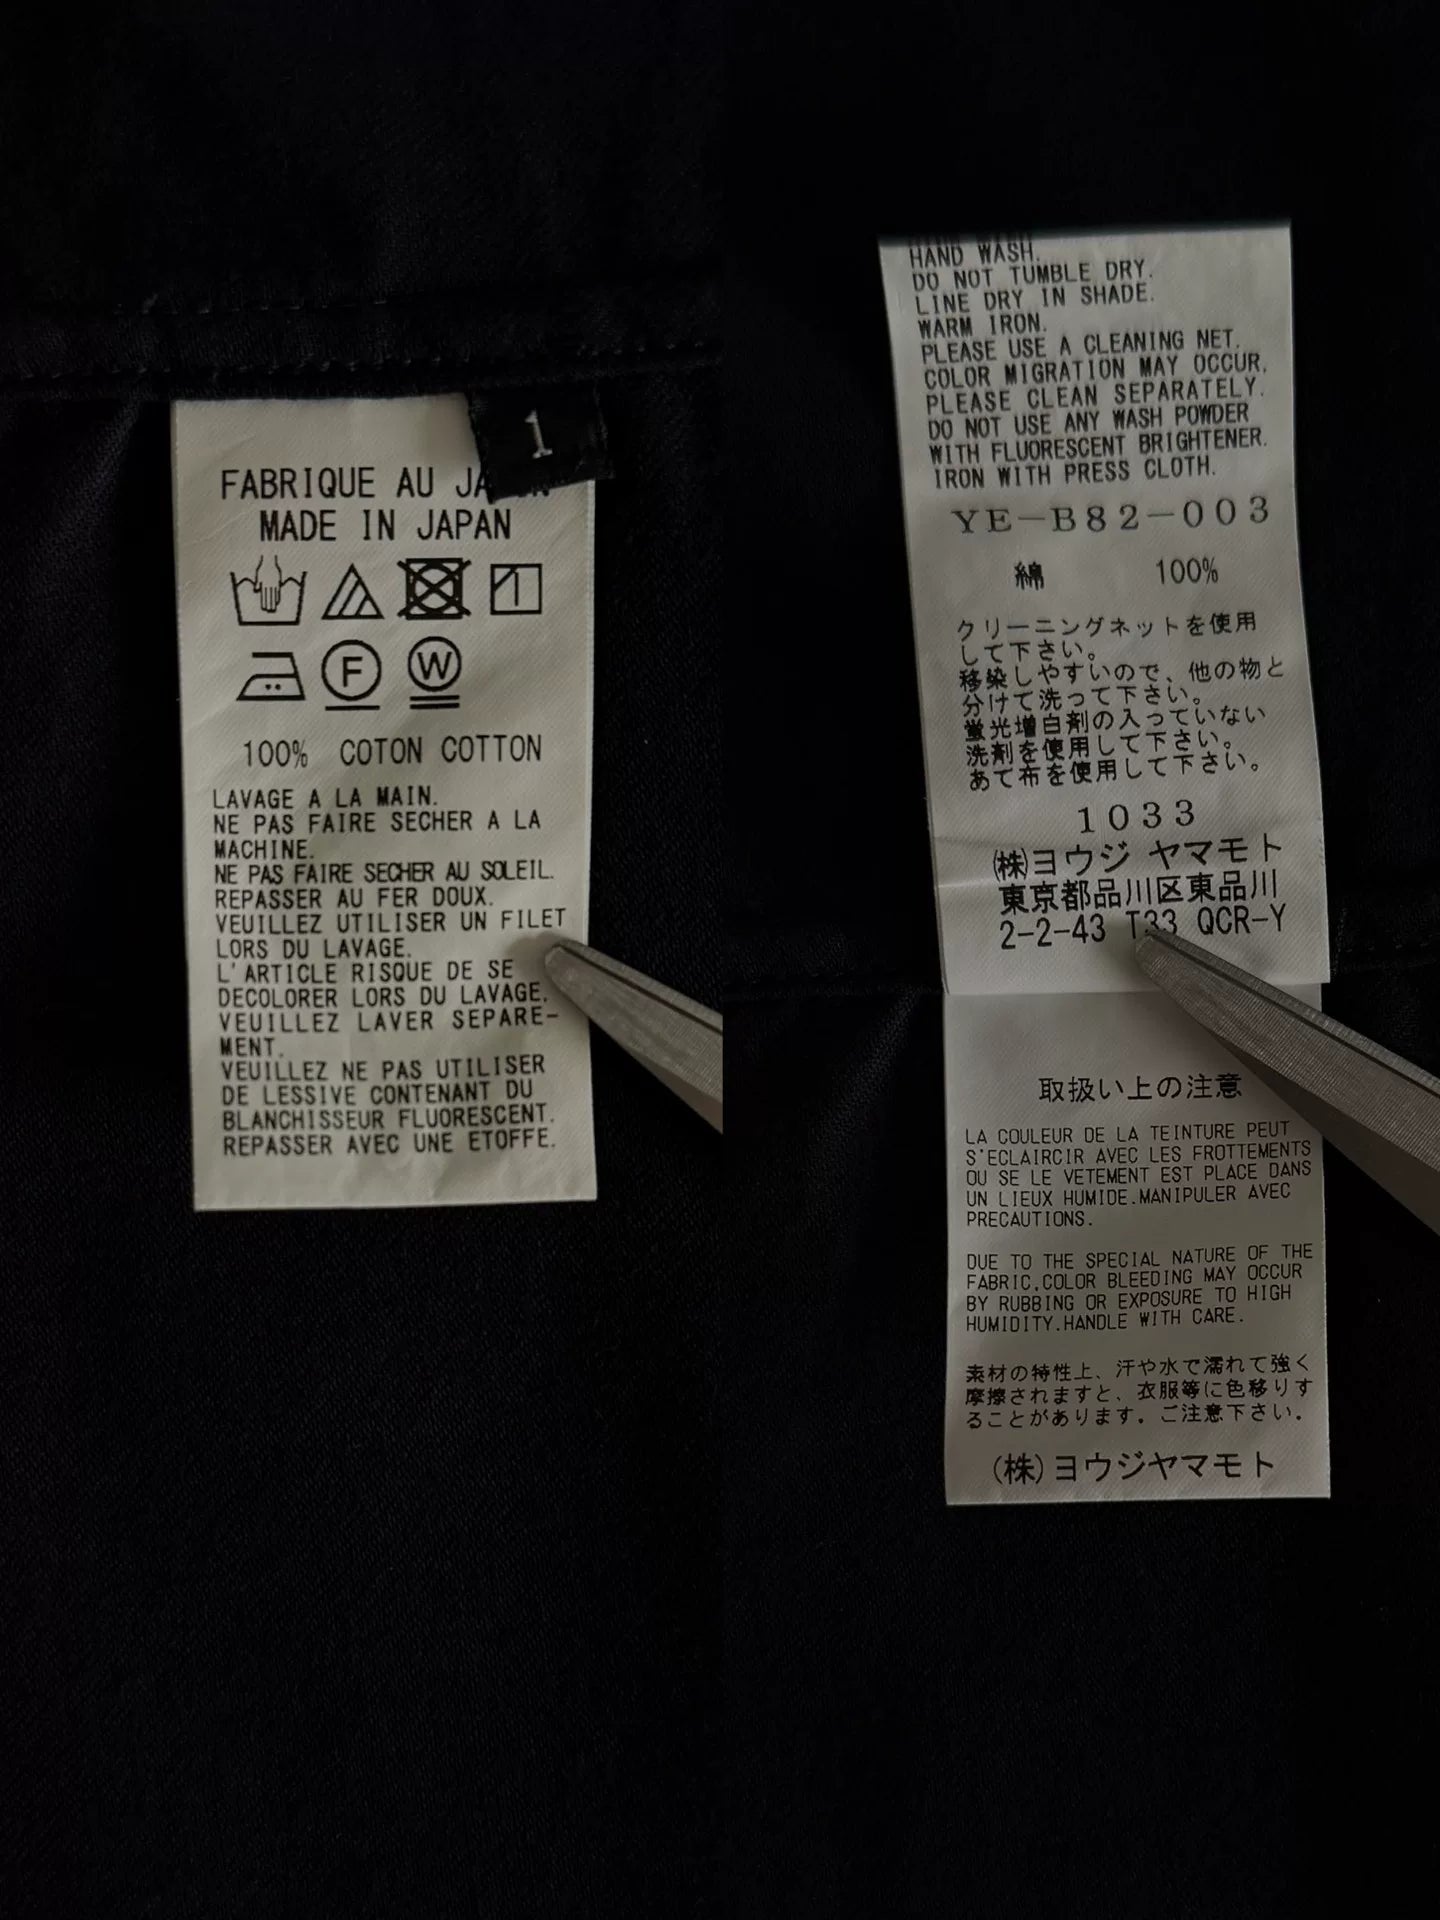 1
FABRIQUE AU
MADE IN JAPAN
F
W
100% COTON COTTON
LAVAGE A LA MAIN.
NE PAS FAIRE SECHER A LA
MACHINE.
NE PAS FAIRE SECHER AU SOLEIL.
REPASSER AU FER DOUX.
VEUILLEZ UTILISER UN FILET
LORS DU LAVAGE.
L'ARTICLE RISQUE DE SE
DECOLORER LORS DU LAVAGE.
VEUILLEZ LAVER SEPARE-
MENT.
VEUILLEZ NE PAS UTILISER
DE LESSIVE CONTENANT DU
BLANCHISSEUR FLUORESCENT.
REPASSER AVEC UNE ETOFFE.
HAND WASH.
DO NOT TUMBLE DRY.
LINE DRY IN SHADE.
WARM IRON.
PLEASE USE A CLEANING NET.
COLOR MIGRATION MAY OCCUR,
PLEASE CLEAN SEPARATELY.
DO NOT USE ANY WASH POWDER
WITH FLUORESCENT BRIGHTENER.
IRON WITH PRESS CLOTH.
YE-B82-003
綿 100%
クリーニングネットを使用
して下さい。
移染しやすいので、他の物と
分けて洗って下さい。
蛍光増白剤の入っていない
洗剤を使用して下さい。
あて布を使用して下さい。
1033
(株)ヨウジ ヤマモト
東京都品川区東品川
2-2-43 T33 QCR-Y
取扱い上の注意
LA COULEUR DE LA TEINTURE PEUT
S'ECLAIRCIR AVEC LES FROTTEMENTS
OU SE LE VETEMENT EST PLACE DANS
UN LIEUX HUMIDE.MANIPULER AVEC
PRECAUTIONS.
DUE TO THE SPECIAL NATURE OF THE
FABRIC,COLOR BLEEDING MAY OCCUR
BY RUBBING OR EXPOSURE TO HIGH
HUMIDITY.HANDLE WITH CARE.
素材の特性上、汗や水で濡れて強く
摩擦されますと、衣服等に色移りす
ることがあります。ご注意下さい。
(株)ヨウジヤマモト